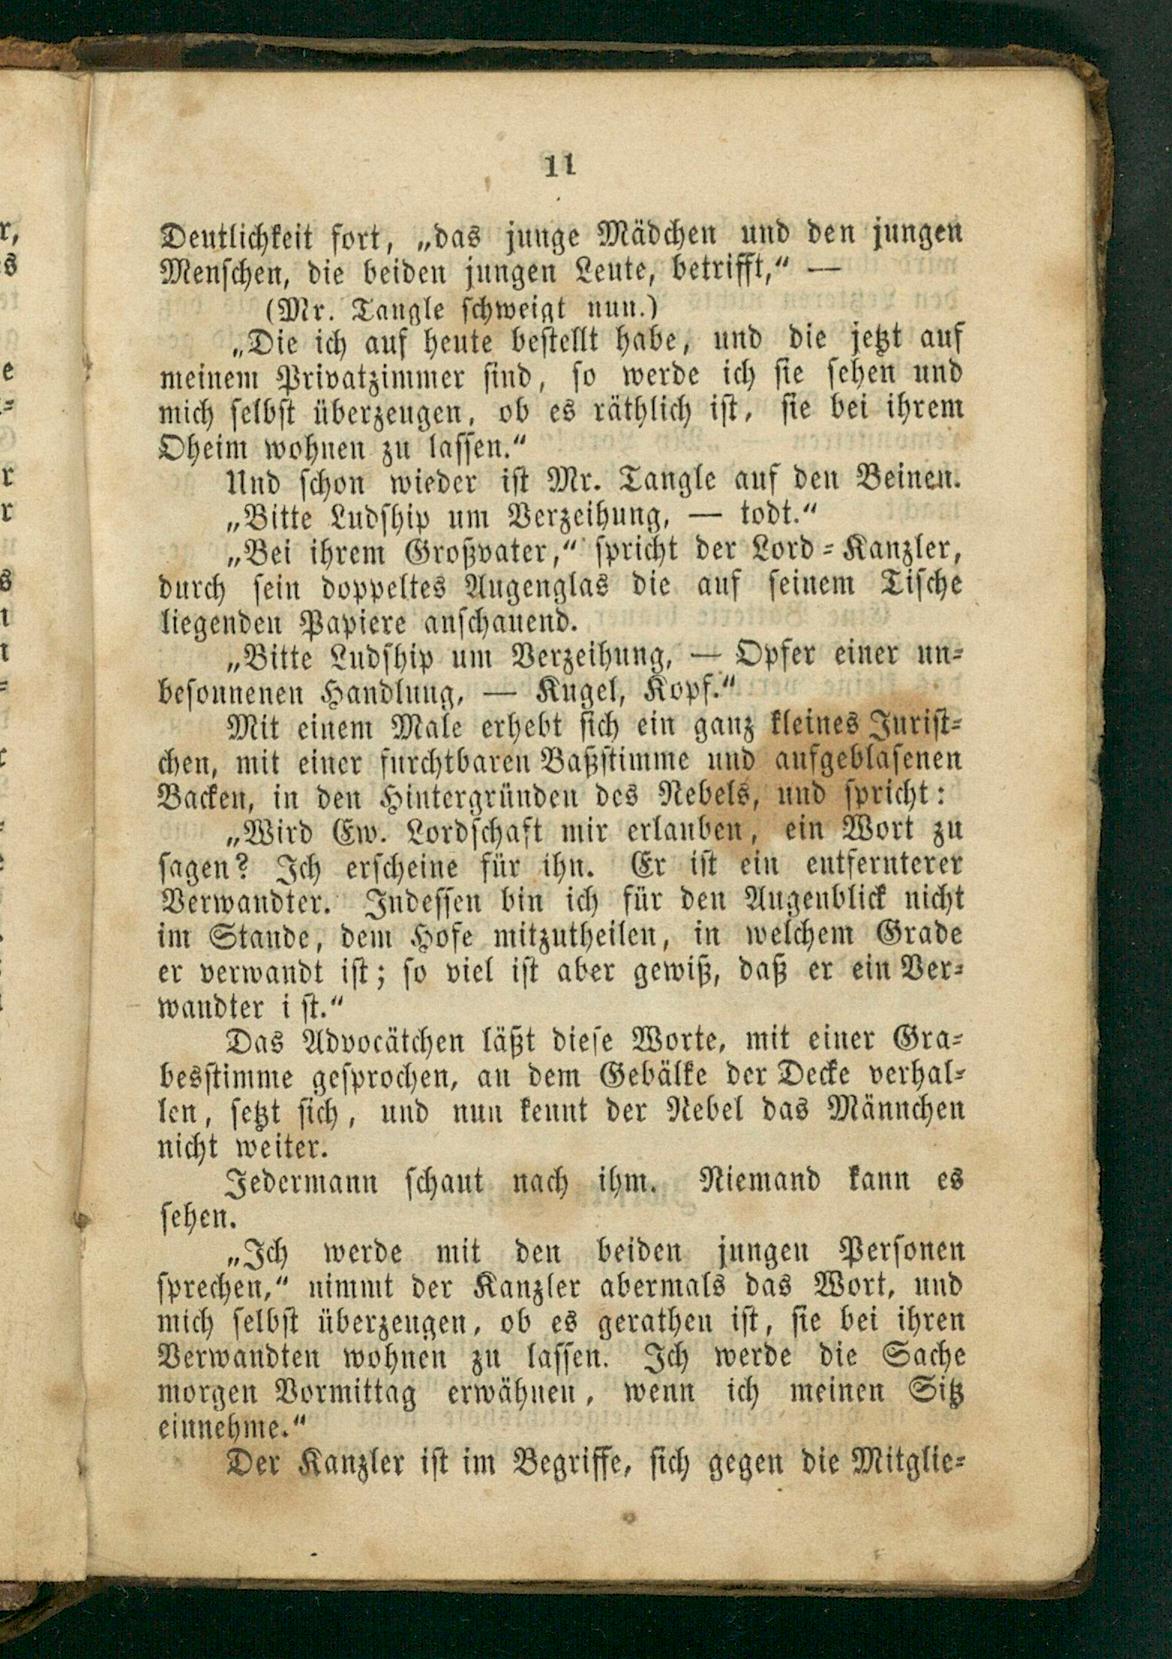 11
Deutlichkeit fort, „das junge Mädchen und den jungen
Menschen, die beiden jungen Leute, betrifft,“ —
(Mr. Tangle schweigt nun.)
„Die ich auf heute bestellt habe, und die jetzt auf
meinem Privatzimmer sind, so werde ich sie sehen und
mich selbst überzeugen, ob es räthlich ist, sie bei ihrem
Oheim wohnen zu lassen.“
Und schon wieder ist Mr. Tangle auf den Beinen.
„Bitte Ludship um Verzeihung, — todt.“
„Bei ihrem Großvater,“ spricht der Lord-Kanzler,
durch sein doppeltes Augenglas die auf seinem Tische
liegenden Papiere anschauend.
„Bitte Ludship um Verzeihung, — Opfer einer un-
besonnenen Handlung, — Kugel, Kopf.“
Mit einem Male erhebt sich ein ganz kleines Jurist-
chen, mit einer furchtbaren Baßstimme und aufgeblasenen
Backen, in den Hintergründen des Nebels, und spricht:
„Wird Ew. Lordschaft mir erlauben, ein Wort zu
sagen? Ich erscheine für ihn. Er ist ein entfernterer
Verwandter. Indessen bin ich für den Augenblick nicht
im Stande, dem Hofe mitzutheilen, in welchem Grade
er verwandt ist; so viel ist aber gewiß, daß er ein Ver-
wandter ist.“
Das Advocätchen läßt diese Worte, mit einer Gra-
besstimme gesprochen, an dem Gebälke der Decke verhal-
len, setzt sich, und nun kennt der Nebel das Männchen
nicht weiter.
Jedermann schaut nach ihm. Niemand kann es
sehen.
„Ich werde mit den beiden jungen Personen
sprechen,“ nimmt der Kanzler abermals das Wort, und
mich selbst überzeugen, ob es gerathen ist, sie bei ihren
Verwandten wohnen zu lassen. Ich werde die Sache
morgen Vormittag erwähnen, wenn ich meinen Sitz
einnehme.“
Der Kanzler ist im Begriffe, sich gegen die Mitglie-